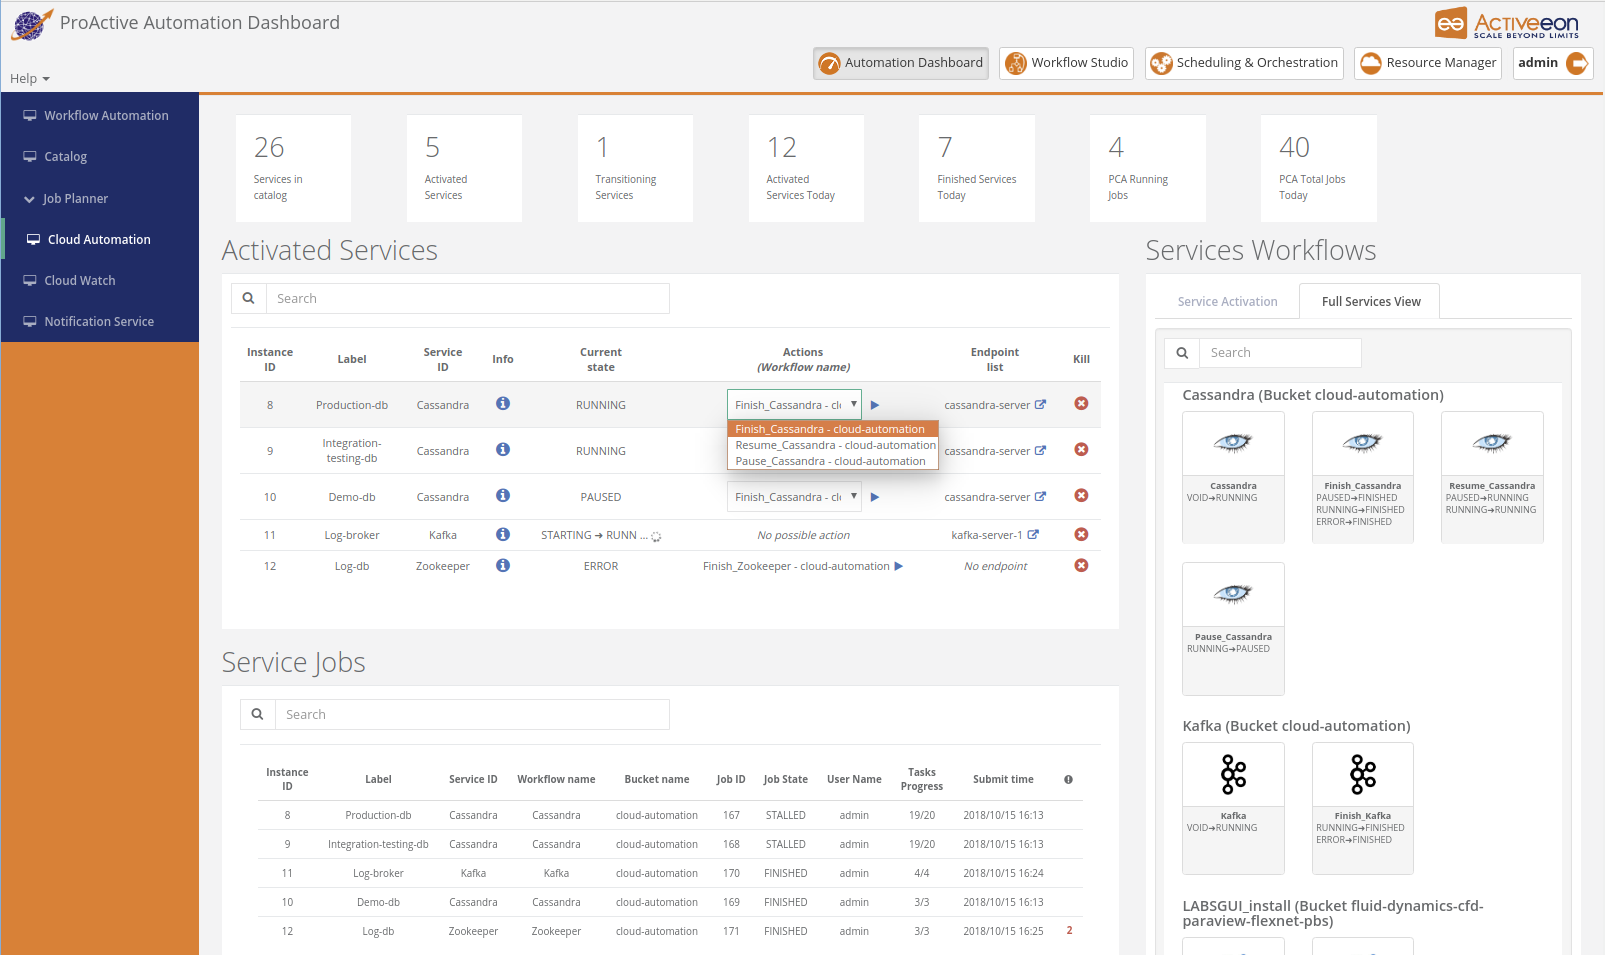 ProActive Automation Dashboard
Activeeon
SCALE BEYOND LIMITS
Help
Automation Dashboard
Workflow Studio
Scheduling & Orchestration
Resource Manager
admin
Workflow Automation
Catalog
Job Planner
Cloud Automation
Cloud Watch
Notification Service
26
Services in
catalog
5
Activated
Services
1
Transitioning
Services
12
Activated
Services Today
7
Finished Services
Today
4
PCA Running
Jobs
40
PCA Total Jobs
Today
Activated Services
Search
Instance ID Label Service ID Info Current state Actions (Workflow name) Endpoint list Kill
8 Production-db Cassandra RUNNING Finish_Cassandra - cl cassandra-server
Finish_Cassandra - cloud-automation
Resume_Cassandra - cloud-automation
Pause_Cassandra - cloud-automation
9 Integration-testing-db Cassandra RUNNING cassandra-server
10 Demo-db Cassandra PAUSED Finish_Cassandra - cl cassandra-server
11 Log-broker Kafka STARTING ➔ RUNN ... No possible action kafka-server-1
12 Log-db Zookeeper ERROR Finish_Zookeeper - cloud-automation No endpoint
Service Jobs
Search
Instance ID Label Service ID Workflow name Bucket name Job ID Job State User Name Tasks Progress Submit time
8 Production-db Cassandra Cassandra cloud-automation 167 STALLED admin 19/20 2018/10/15 16:13
9 Integration-testing-db Cassandra Cassandra cloud-automation 168 STALLED admin 19/20 2018/10/15 16:13
11 Log-broker Kafka Kafka cloud-automation 170 FINISHED admin 4/4 2018/10/15 16:24
10 Demo-db Cassandra Cassandra cloud-automation 169 FINISHED admin 3/3 2018/10/15 16:13
12 Log-db Zookeeper Zookeeper cloud-automation 171 FINISHED admin 3/3 2018/10/15 16:25 2
Services Workflows
Service Activation
Full Services View
Search
Cassandra (Bucket cloud-automation)
Cassandra
VOID➔RUNNING
Finish_Cassandra
PAUSED➔FINISHED
RUNNING➔FINISHED
ERROR➔FINISHED
Resume_Cassandra
PAUSED➔RUNNING
RUNNING➔RUNNING
Pause_Cassandra
RUNNING➔PAUSED
Kafka (Bucket cloud-automation)
Kafka
VOID➔RUNNING
Finish_Kafka
RUNNING➔FINISHED
ERROR➔FINISHED
LABSGUI_install (Bucket fluid-dynamics-cfd-
paraview-flexnet-pbs)